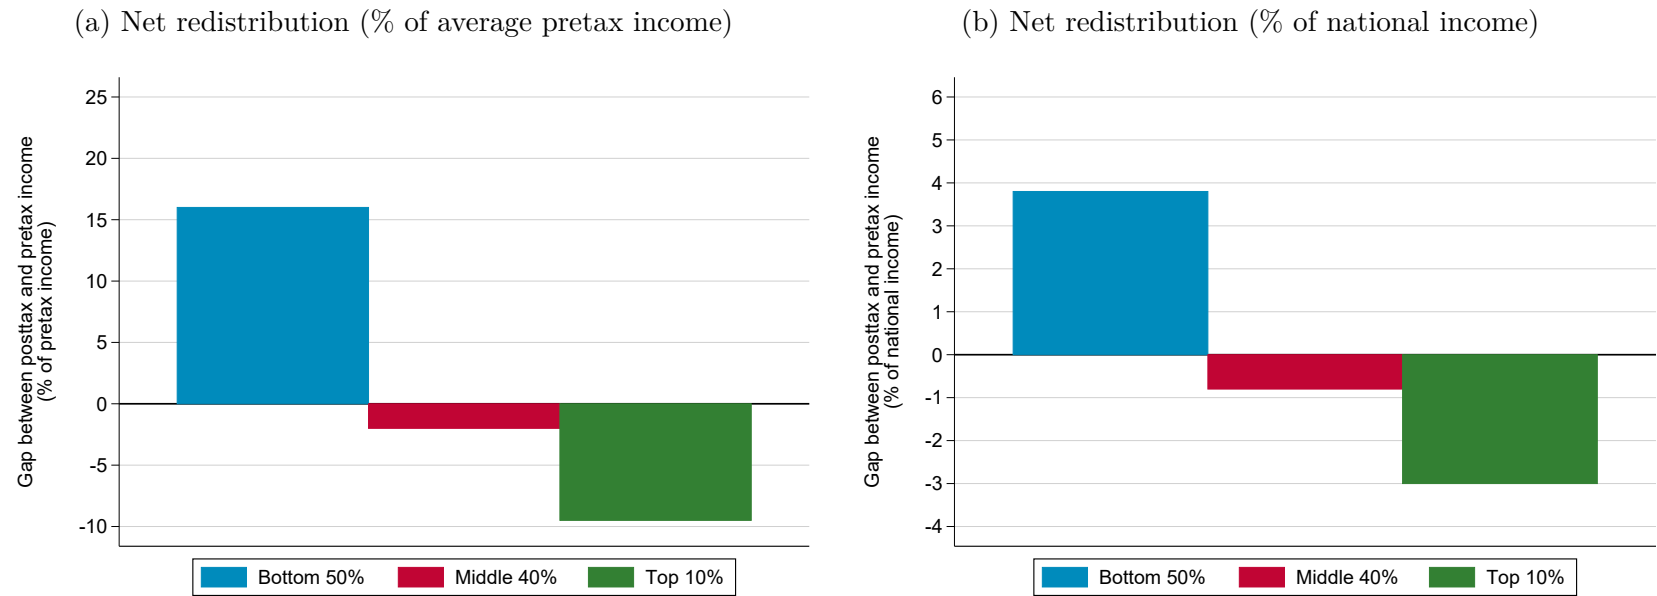 (a) Net redistribution (% of average pretax income)
Gap between posttax and pretax income
(% of pretax income)
25
20
15
10
5
0
-5
-10
Bottom 50%
Middle 40%
Top 10%
(b) Net redistribution (% of national income)
Gap between posttax and pretax income
(% of national income)
6
5
4
3
2
1
0
-1
-2
-3
-4
Bottom 50%
Middle 40%
Top 10%